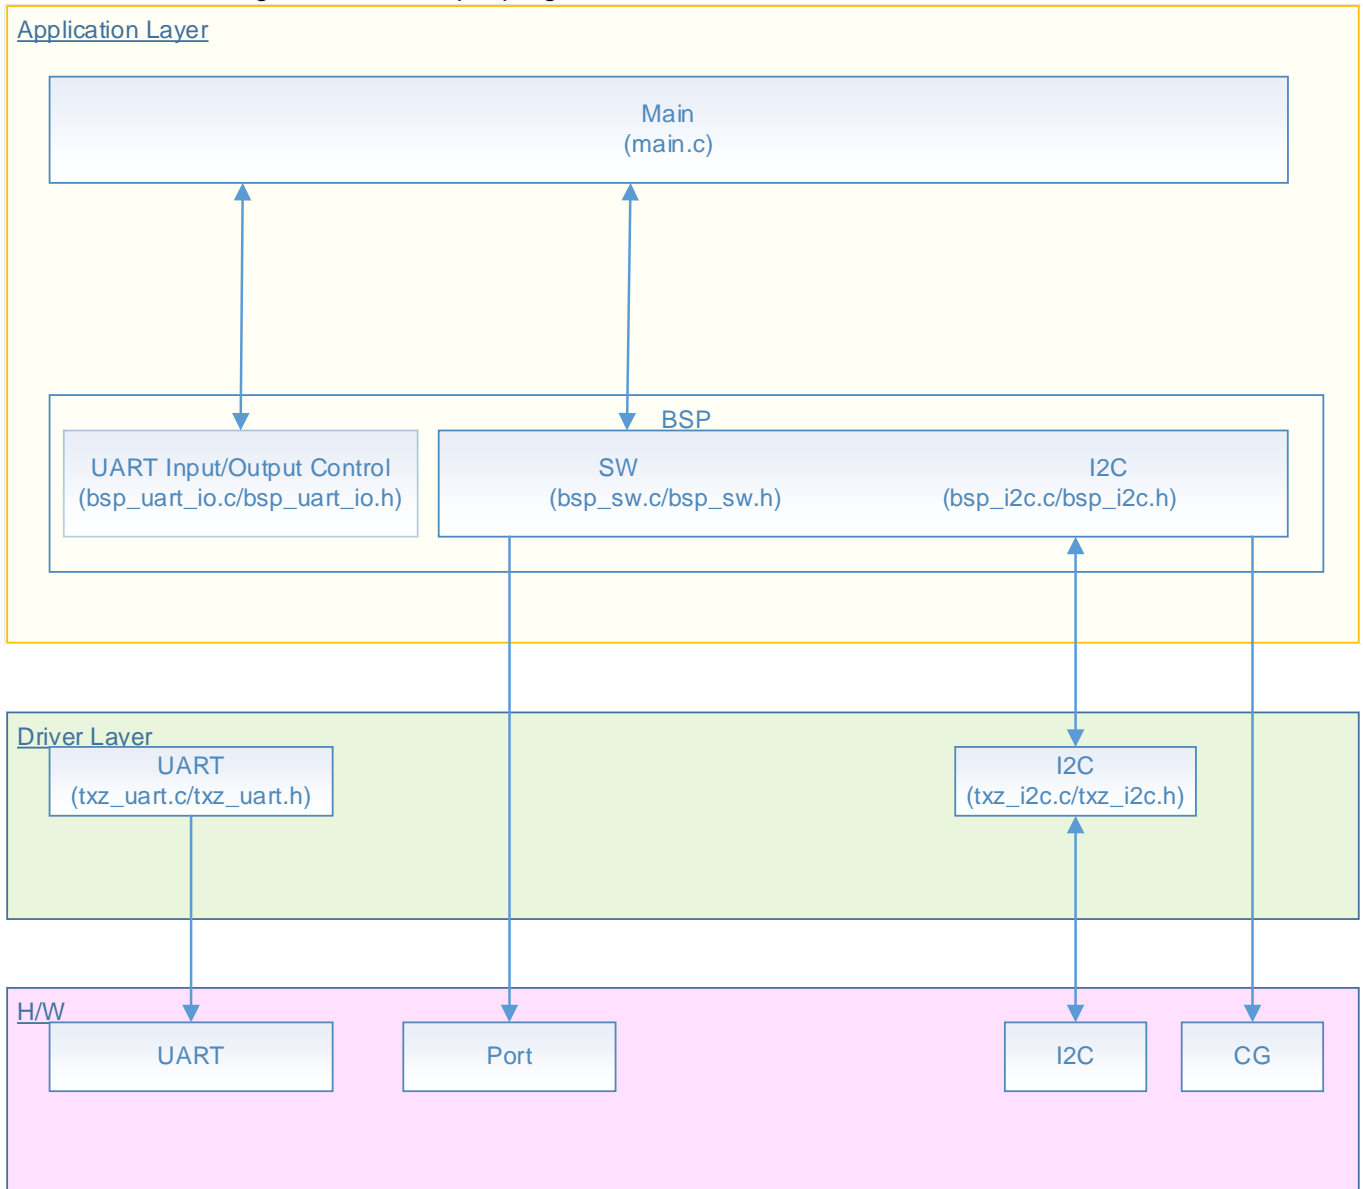 Application Layer
Main
(main.c)
BSP
UART Input/Output Control
(bsp_uart_io.c/bsp_uart_io.h)
SW
(bsp_sw.c/bsp_sw.h)
I2C
(bsp_i2c.c/bsp_i2c.h)
Driver Layer
UART
(txz_uart.c/txz_uart.h)
I2C
(txz_i2c.c/txz_i2c.h)
H/W
UART
Port
I2C
CG